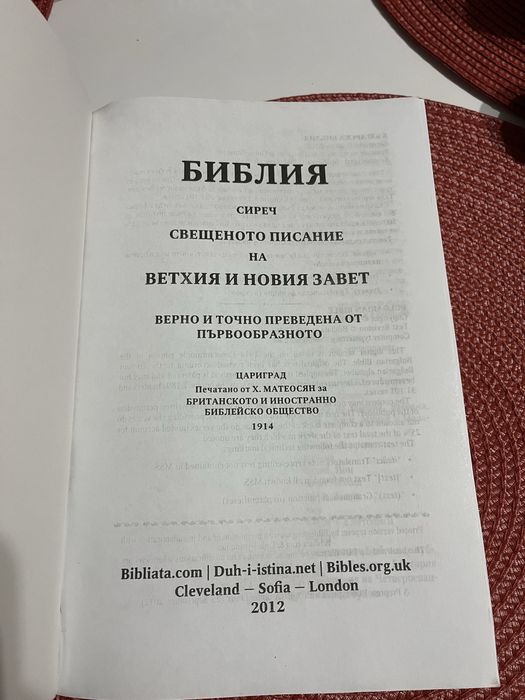 БИБЛИЯ
СИРЕЧ
СВЕЩЕНОТО ПИСАНИЕ
НА
ВЕТХИЯ И НОВИЯ ЗАВЕТ
ВЕРНО И ТОЧНО ПРЕВЕДЕНА ОТ
ПЪРВООБРАЗНОТО
ЦАРИГРАД
Печатано от Х. МАТЕОСЯН за
БРИТАНСКОТО И ИНОСТРАННО
БИБЛЕЙСКО ОБЩЕСТВО
1914
Bibliata.com | Duh-i-istina.net | Bibles.org.uk
Cleveland — Sofia — London
2012